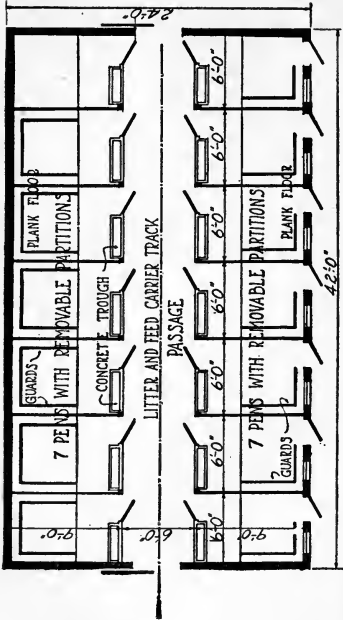 24'-0"
PLANK FLOOR
GUARDS
7 PENS WITH REMOVABLE PARTITIONS
CONCRETE TROUGH
LITTER AND FEED CARRIER TRACK
PASSAGE
9'-0"
6'-0"
9'-0"
6'-0"
6'-0"
6'-0"
6'-0"
6'-0"
6'-0"
6'-0"
7 PENS WITH REMOVABLE PARTITIONS
PLANK FLOOR
GUARDS
42'-0"